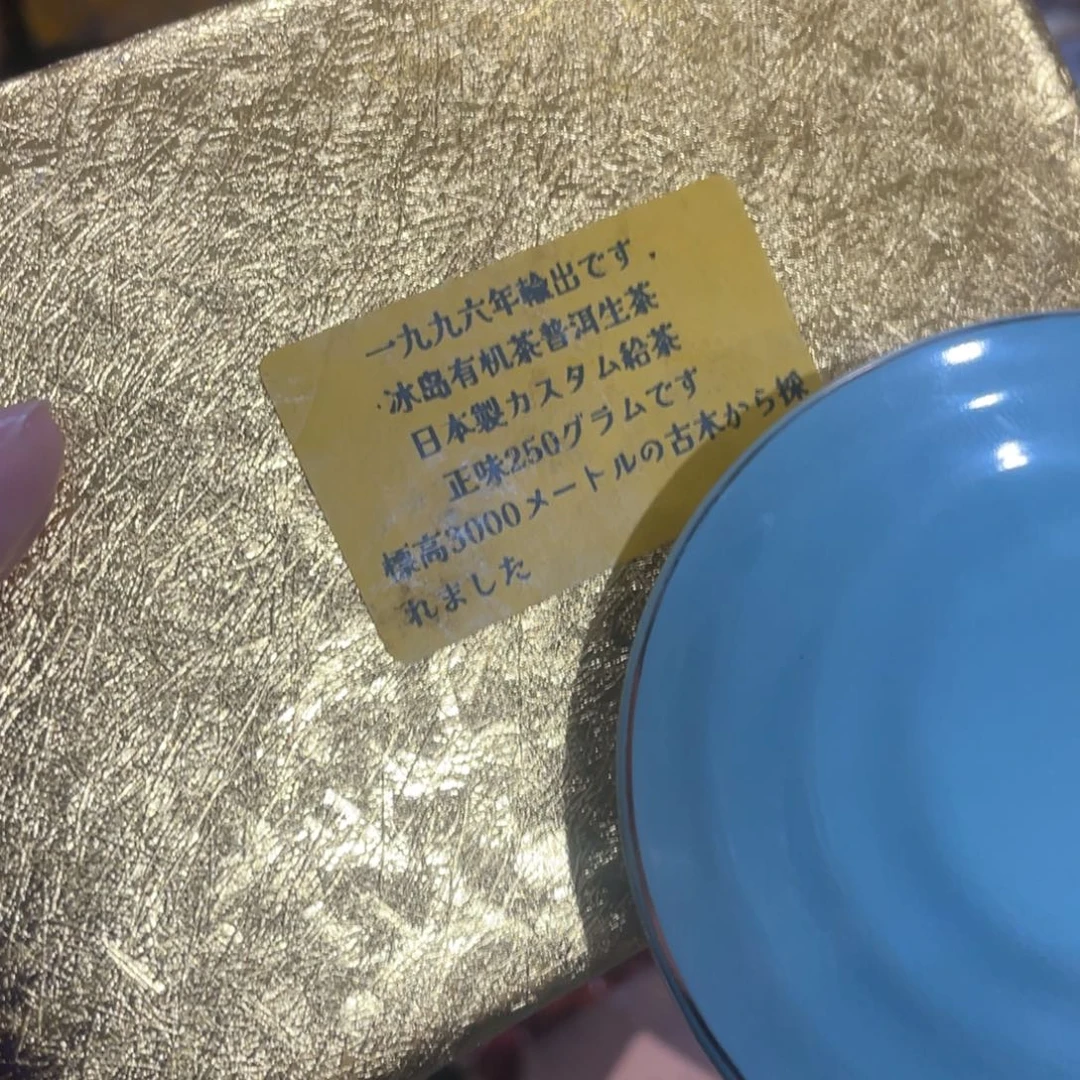 一九九六年輸出です.
冰岛有机茶普洱生茶
日本製カスタム給茶
正味250グラムです
標高3000メートルの古木から採
れました